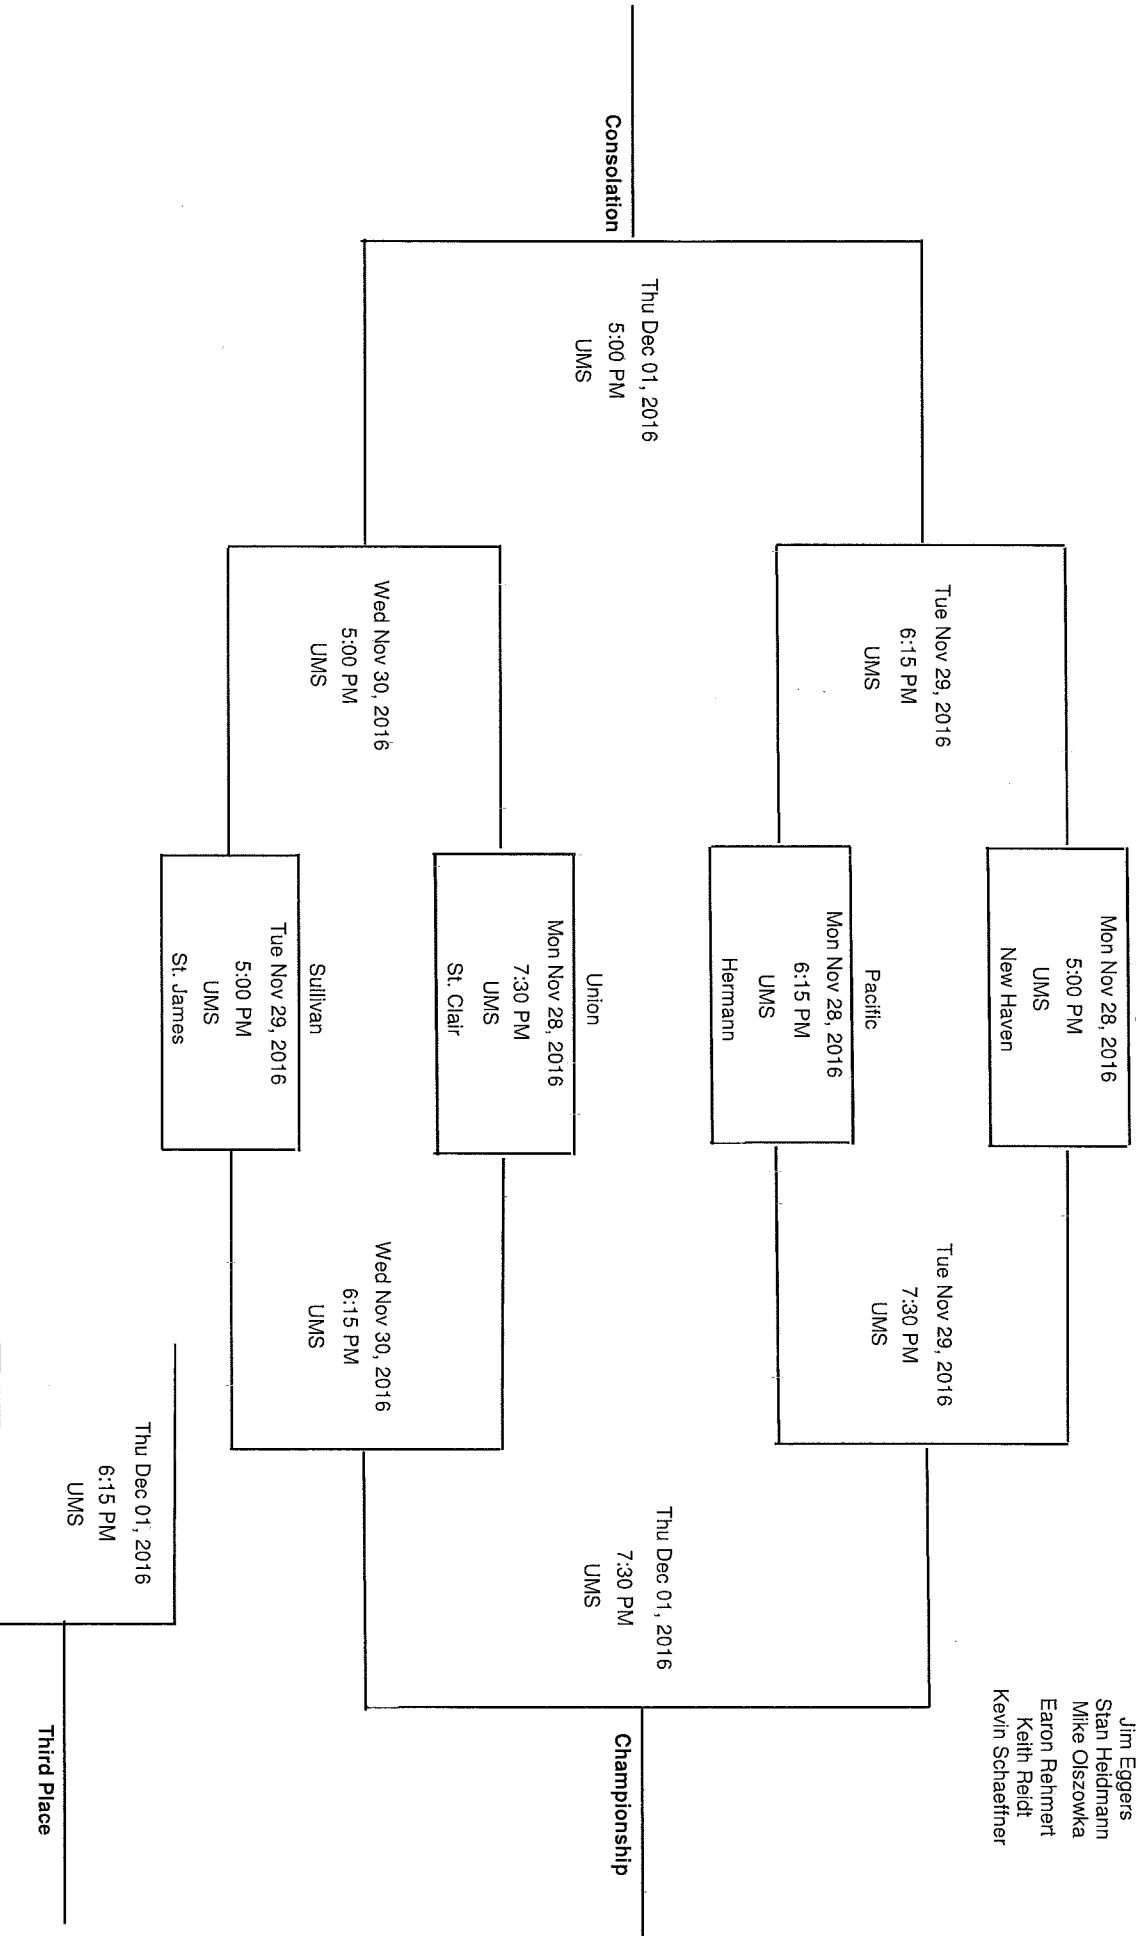 Jim Eggers
Stan Heidmann
Mike Olszowka
Earon Rehmert
Keith Reidt
Kevin Schaeffner
Mon Nov 28, 2016
5:00 PM
UMS
New Haven
Tue Nov 29, 2016
6:15 PM
UMS
Tue Nov 29, 2016
7:30 PM
UMS
Pacific
Mon Nov 28, 2016
6:15 PM
UMS
Hermann
Thu Dec 01, 2016
5:00 PM
UMS
Consolation
Thu Dec 01, 2016
7:30 PM
UMS
Championship
Union
Mon Nov 28, 2016
7:30 PM
UMS
St. Clair
Wed Nov 30, 2016
5:00 PM
UMS
Wed Nov 30, 2016
6:15 PM
UMS
Sullivan
Tue Nov 29, 2016
5:00 PM
UMS
St. James
Thu Dec 01, 2016
6:15 PM
UMS
Third Place